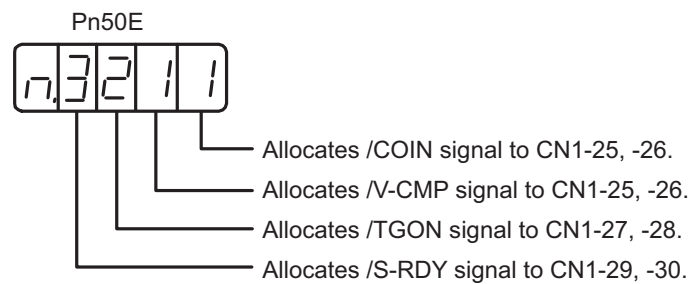 Pn50E
n.3211
Allocates /COIN signal to CN1-25, -26.
Allocates /V-CMP signal to CN1-25, -26.
Allocates /TGON signal to CN1-27, -28.
Allocates /S-RDY signal to CN1-29, -30.